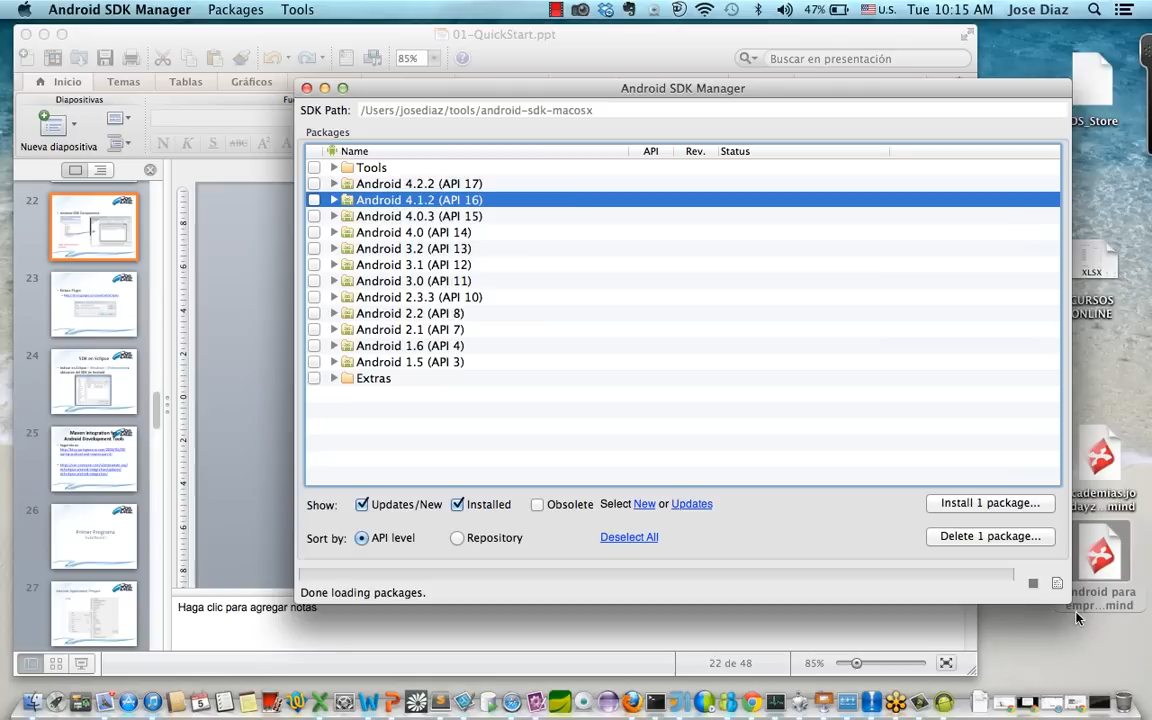 Android SDK Manager Packages Tools 47% U.S. Tue 10:15 AM Jose Diaz
01-QuickStart.ppt
85% Buscar en presentación
Inicio Temas Tablas Gráficos
Diapositivas
Nueva diapositiva
N K S ABC
Android SDK Manager
SDK Path: /Users/josediaz/tools/android-sdk-macosx
Packages
Name API Rev. Status
Tools
Android 4.2.2 (API 17)
Android 4.1.2 (API 16)
Android 4.0.3 (API 15)
Android 4.0 (API 14)
Android 3.2 (API 13)
Android 3.1 (API 12)
Android 3.0 (API 11)
Android 2.3.3 (API 10)
Android 2.2 (API 8)
Android 2.1 (API 7)
Android 1.6 (API 4)
Android 1.5 (API 3)
Extras
Show: Updates/New Installed Obsolete Select New or Updates
Install 1 package...
Sort by: API level Repository Deselect All
Delete 1 package...
Done loading packages.
22
23
24
25
26
27
Haga clic para agregar notas
22 de 48 85%
DS_Store
XLSX
CURSOS
ONLINE
academias.jo
ndroid para
empr...mind